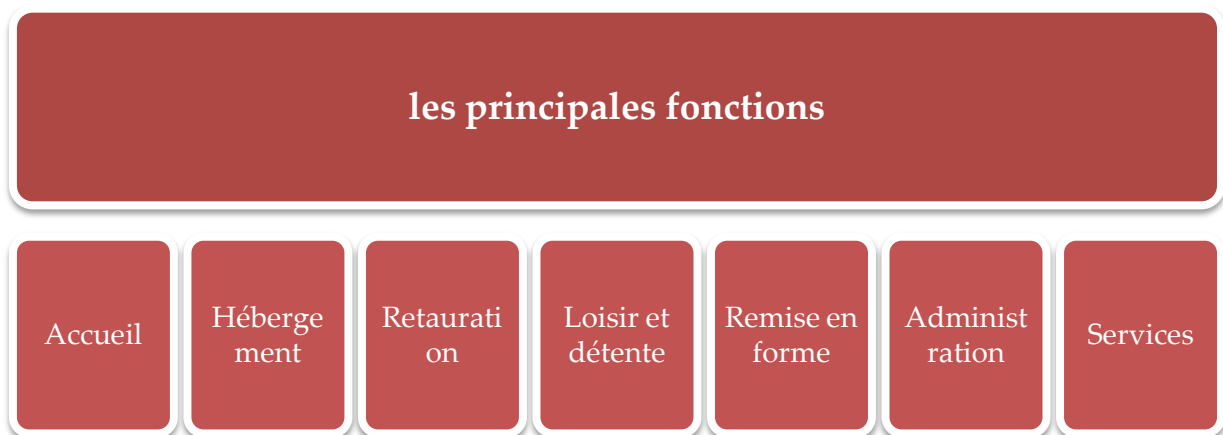 les principales fonctions
Accueil
Héberge
ment
Retaurati
on
Loisir et
détente
Remise en
forme
Administ
ration
Services